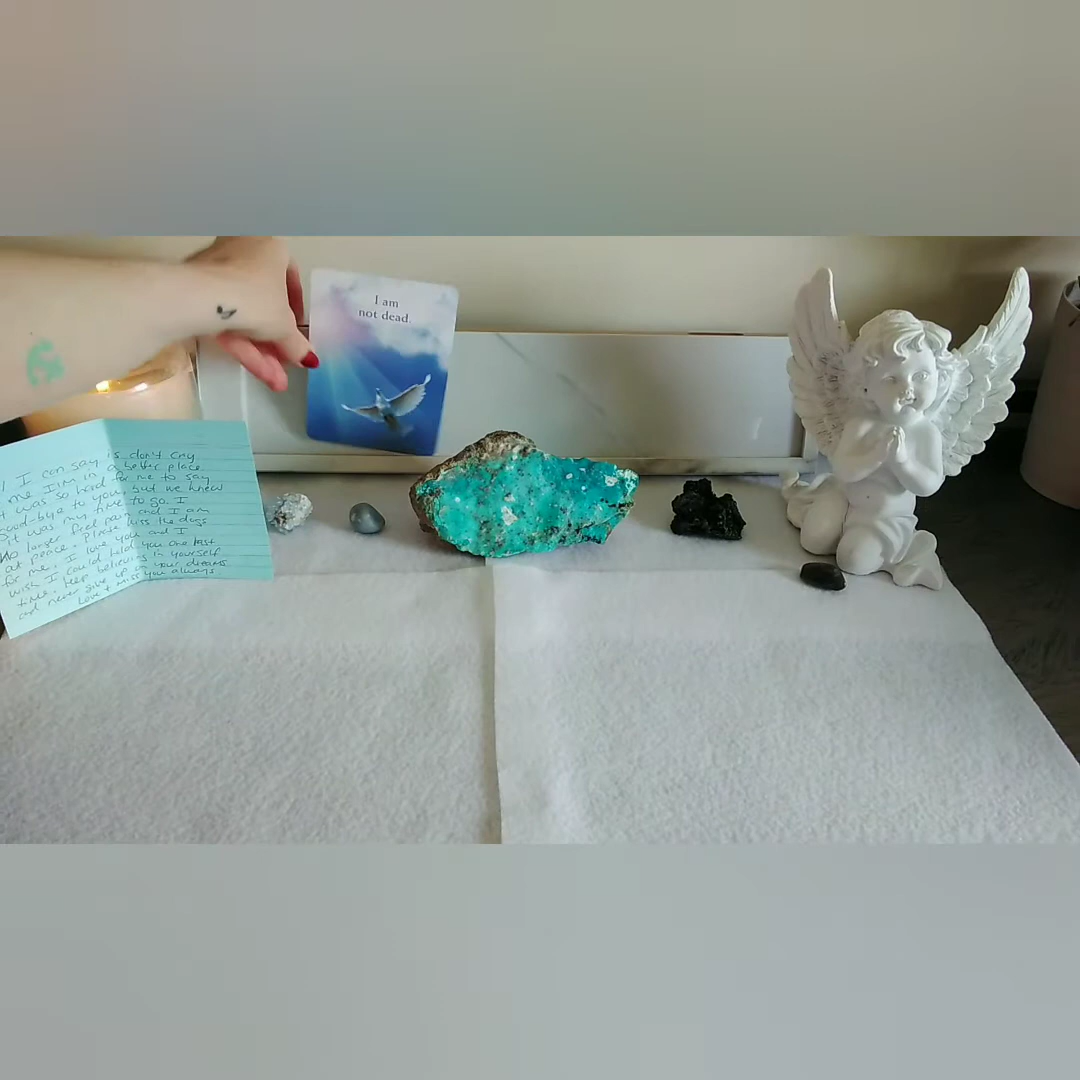 I am
not dead.
I can say is don't cry
me I'm in a better place
was so hard for me to say
good-bye to you but we knew
It was my time to go. I
No longer feel pain and I am
at peace. please kiss the dogs
for me. I love you and I
wish I could hold you one last
time. keep believing in yourself
and never give up on your dreams
Love + miss you always